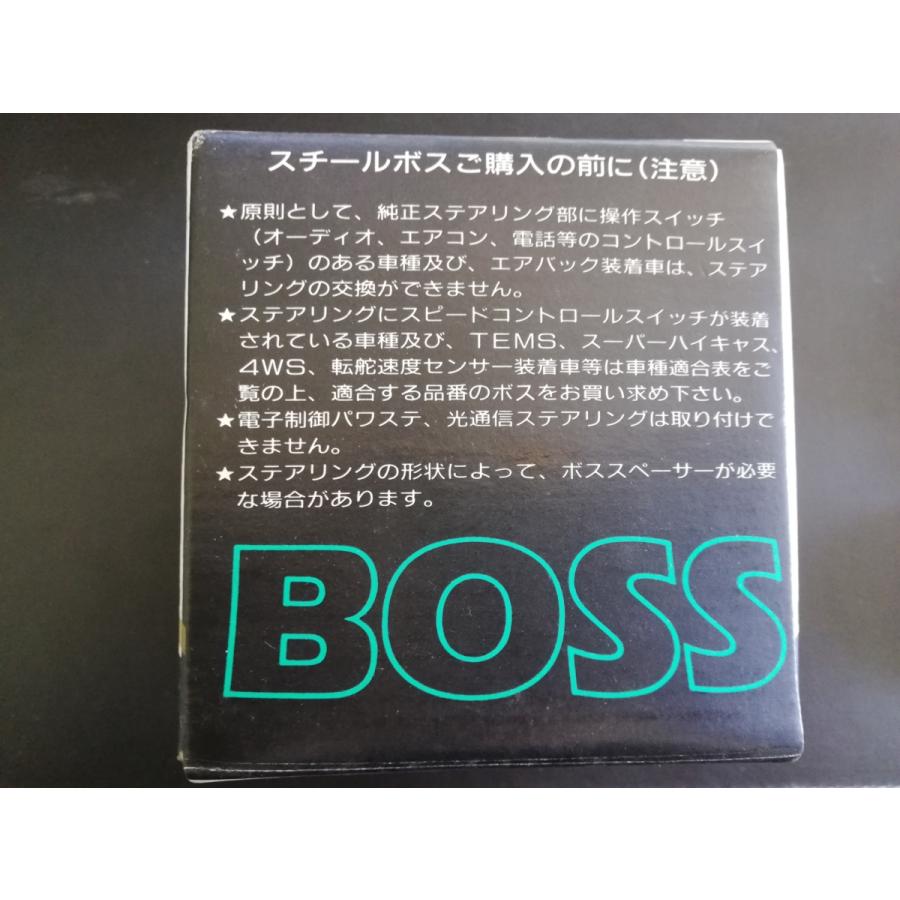 スチールボスご購入の前に(注意)
★原則として、純正ステアリング部に操作スイッチ
(オーディオ、エアコン、電話等のコントロールスイ
ッチ)のある車種及び、エアバック装着車は、ステア
リングの交換ができません。
★ステアリングにスピードコントロールスイッチが装着
されている車種及び、TEMS、スーパーハイキャス、
4WS、転舵速度センサー装着車等は車種適合表をご
覧の上、適合する品番のボスをお買い求め下さい。
★電子制御パワステ、光通信ステアリングは取り付けで
きません。
★ステアリングの形状によって、ボススペーサーが必要
な場合があります。
BOSS